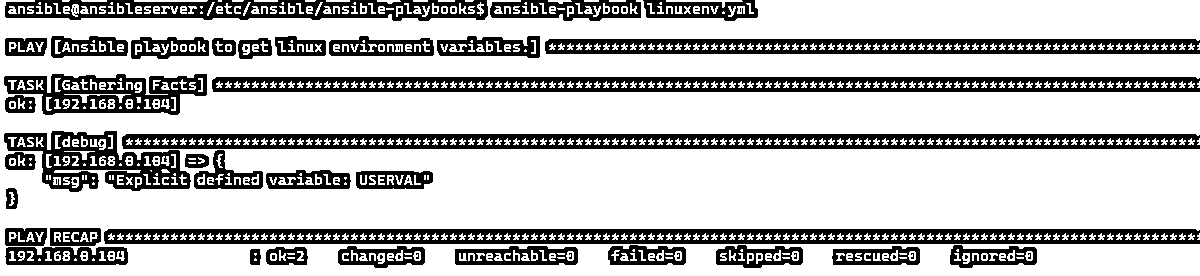 ansible@ansibleserver:/etc/ansible/ansible-playbooks$ ansible-playbook linuxenv.yml
PLAY [Ansible playbook to get linux environment variables.] *************************************************************************
TASK [Gathering Facts] **************************************************************************************************************
ok: [192.168.0.104]
TASK [debug] ************************************************************************************************************************
ok: [192.168.0.104] => {
    "msg": "Explicit defined variable: USERVAL"
}
PLAY RECAP **************************************************************************************************************************
192.168.0.104              : ok=2    changed=0    unreachable=0    failed=0    skipped=0    rescued=0    ignored=0